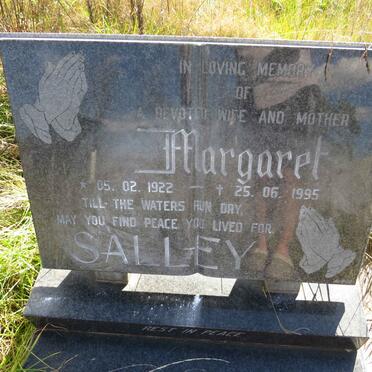 IN LOVING MEMORY
OF
A DEVOTED WIFE AND MOTHER
Margaret
* 05. 02. 1922 — † 25. 06. 1995
TILL THE WATERS RUN DRY,
MAY YOU FIND PEACE YOU LIVED FOR.
SALLEY
REST IN PEACE